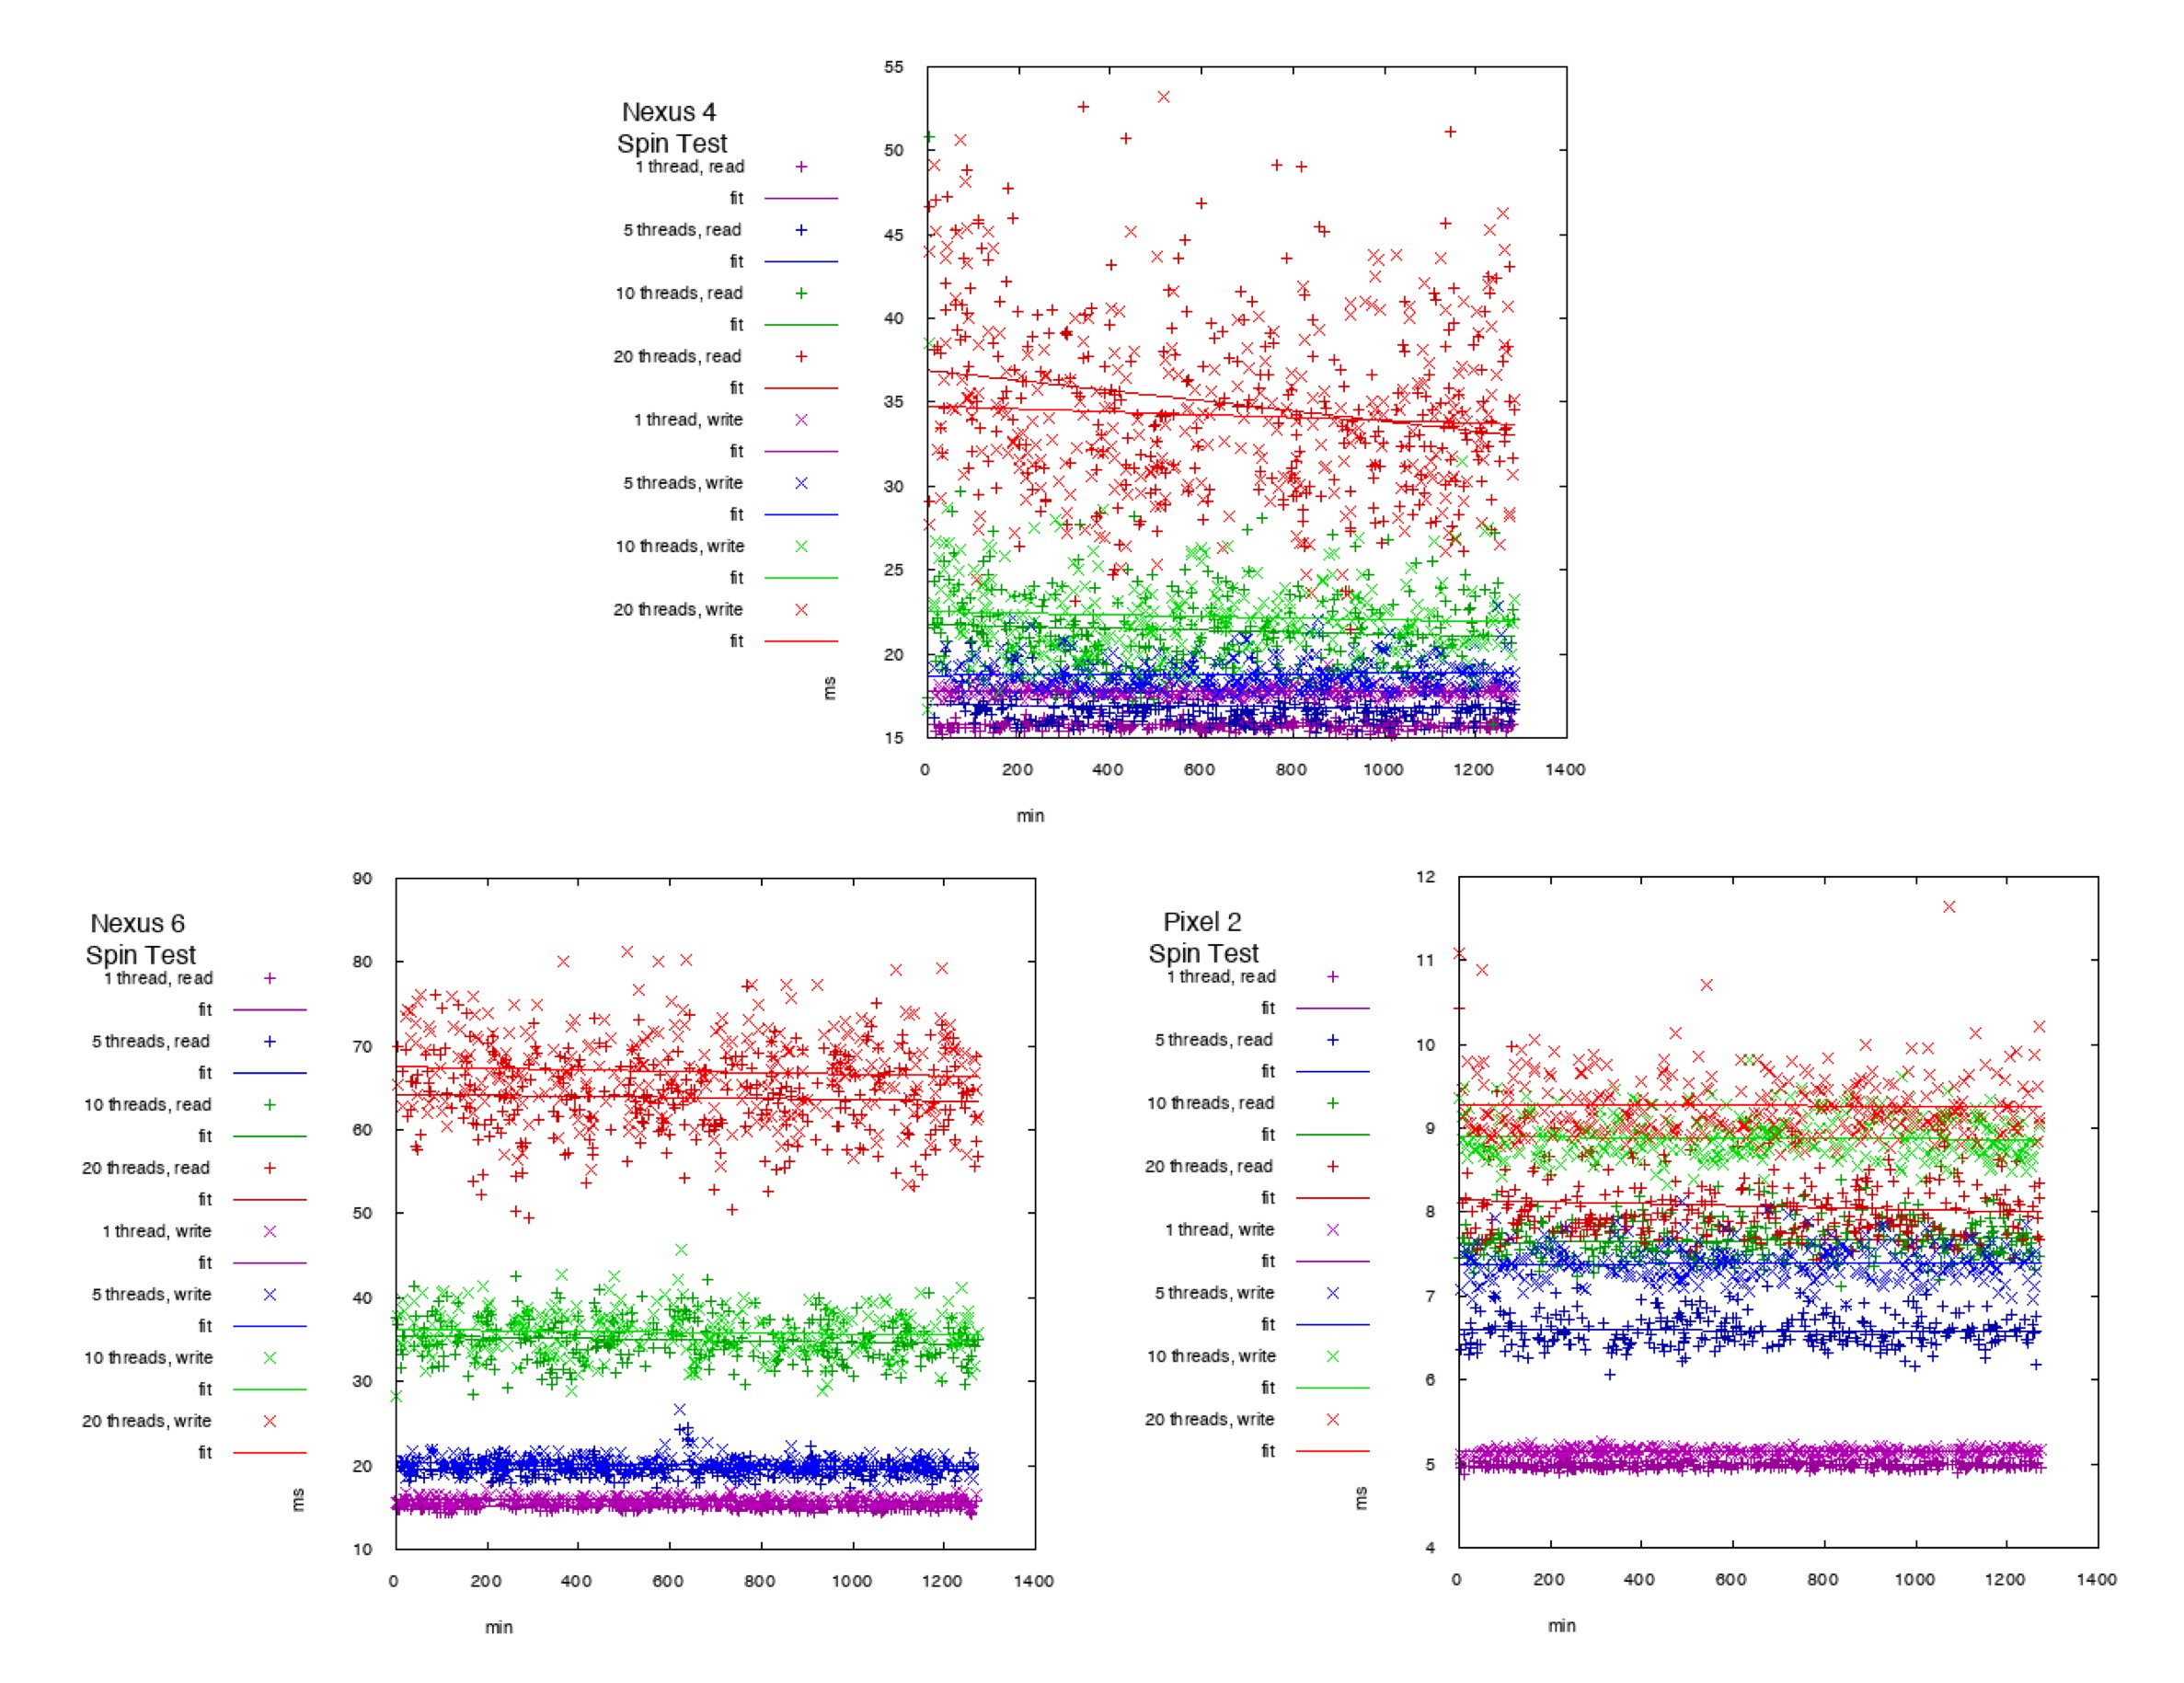 Nexus 4
Spin Test
1 thread, read
fit
5 threads, read
fit
10 threads, read
fit
20 threads, read
fit
1 thread, write
fit
5 threads, write
fit
10 threads, write
fit
20 threads, write
fit
ms
55
50
45
40
35
30
25
20
15
0 200 400 600 800 1000 1200 1400
min
Nexus 6
Spin Test
1 thread, read
fit
5 threads, read
fit
10 threads, read
fit
20 threads, read
fit
1 thread, write
fit
5 threads, write
fit
10 threads, write
fit
20 threads, write
fit
ms
90
80
70
60
50
40
30
20
10
0 200 400 600 800 1000 1200 1400
min
Pixel 2
Spin Test
1 thread, read
fit
5 threads, read
fit
10 threads, read
fit
20 threads, read
fit
1 thread, write
fit
5 threads, write
fit
10 threads, write
fit
20 threads, write
fit
ms
12
11
10
9
8
7
6
5
4
0 200 400 600 800 1000 1200 1400
min